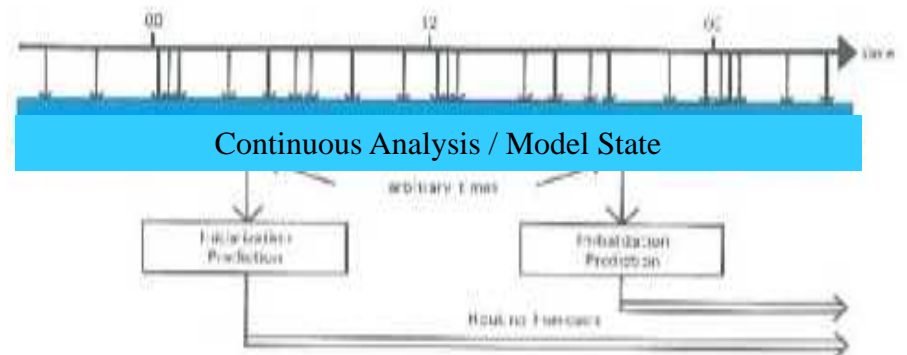 00 12 00
time
Continuous Analysis / Model State
arbitrary times
Initialization
Prediction
Initialization
Prediction
Routine Forecasts